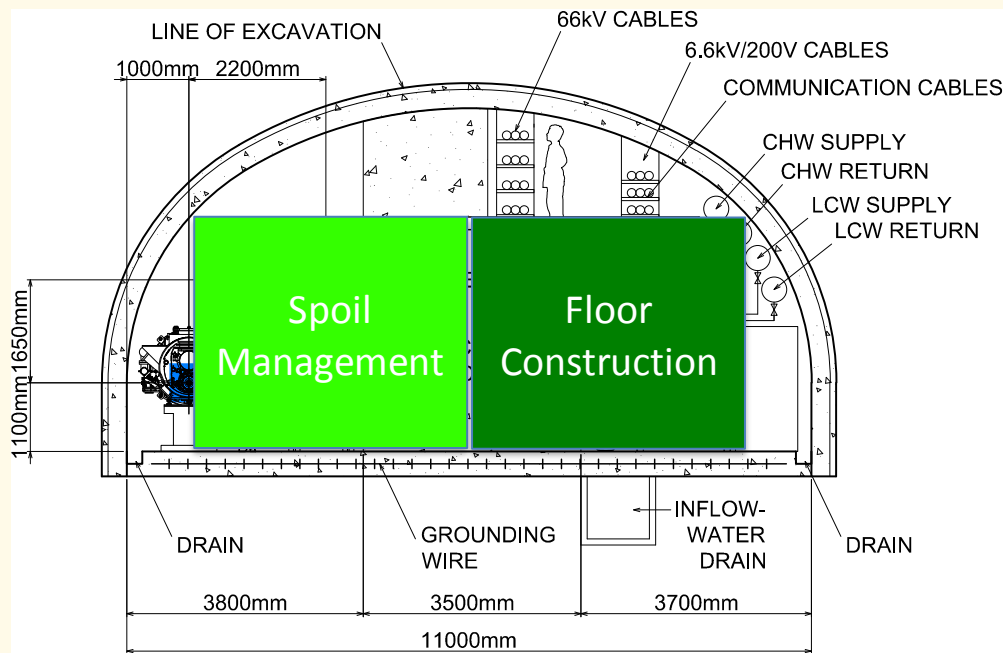 66kV CABLES
LINE OF EXCAVATION
6.6kV/200V CABLES
1000mm
2200mm
COMMUNICATION CABLES
CHW SUPPLY
CHW RETURN
LCW SUPPLY
LCW RETURN
1650mm
1100mm
Spoil
Management
Floor
Construction
DRAIN
GROUNDING
WIRE
INFLOW-
WATER
DRAIN
DRAIN
3800mm
3500mm
3700mm
11000mm